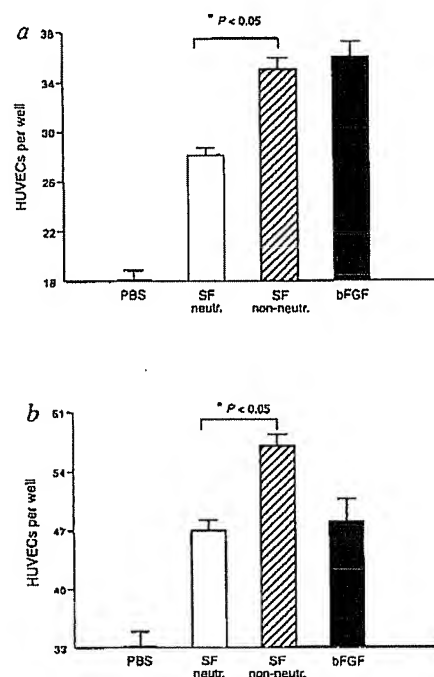 a
* P < 0.05
HUVECs per well
38
34
30
26
22
18
PBS
SF neutr.
SF non-neutr.
bFGF
b
* P < 0.05
HUVECs per well
61
54
47
40
33
PBS
SF neutr.
SF non-neutr.
bFGF